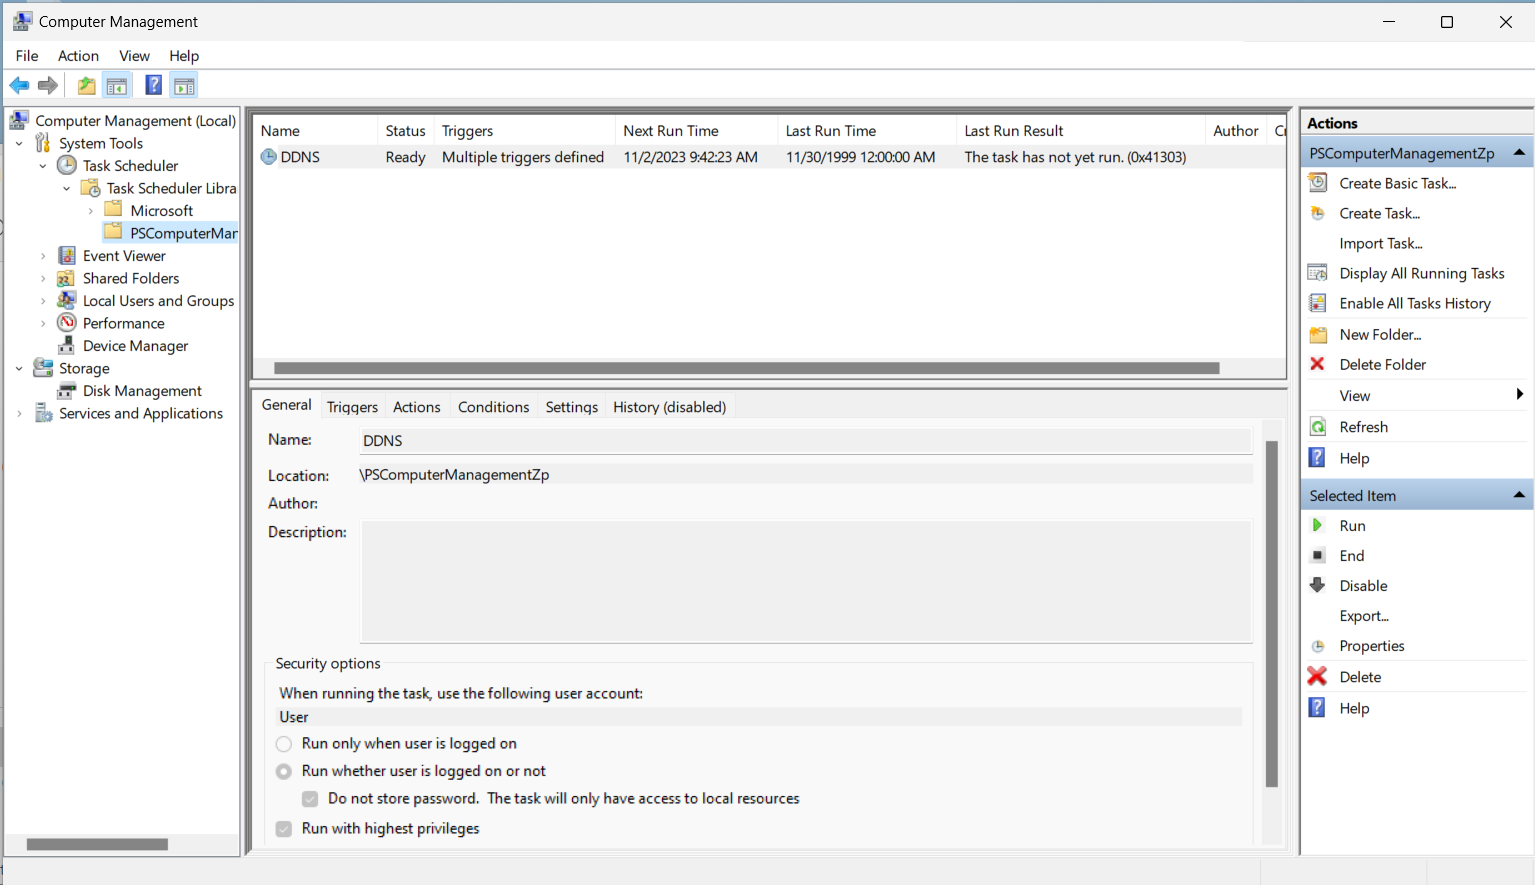 Computer Management
File Action View Help
Computer Management (Local)
System Tools
Task Scheduler
Task Scheduler Libra
Microsoft
PSComputerMar
Event Viewer
Shared Folders
Local Users and Groups
Performance
Device Manager
Storage
Disk Management
Services and Applications
Name Status Triggers Next Run Time Last Run Time Last Run Result Author
DDNS Ready Multiple triggers defined 11/2/2023 9:42:23 AM 11/30/1999 12:00:00 AM The task has not yet run. (0x41303)
General Triggers Actions Conditions Settings History (disabled)
Name: DDNS
Location: \PSComputerManagementZp
Author:
Description:
Security options
When running the task, use the following user account:
User
Run only when user is logged on
Run whether user is logged on or not
Do not store password. The task will only have access to local resources
Run with highest privileges
Actions
PSComputerManagementZp
Create Basic Task...
Create Task...
Import Task...
Display All Running Tasks
Enable All Tasks History
New Folder...
Delete Folder
View
Refresh
Help
Selected Item
Run
End
Disable
Export...
Properties
Delete
Help